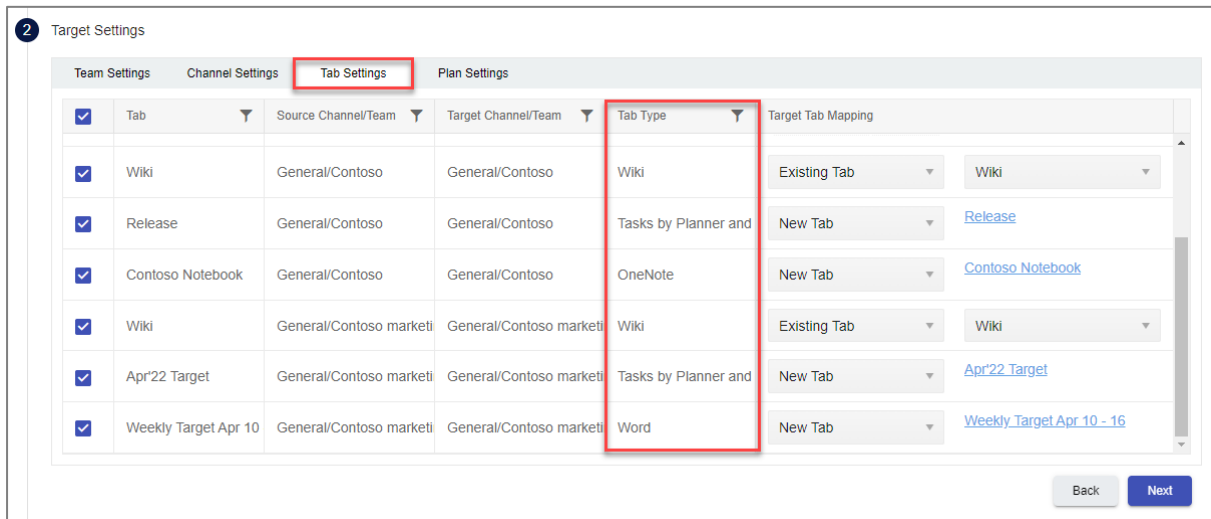 2 Target Settings
Team Settings Channel Settings Tab Settings Plan Settings
Tab Source Channel/Team Target Channel/Team Tab Type Target Tab Mapping
Wiki General/Contoso General/Contoso Wiki Existing Tab Wiki
Release General/Contoso General/Contoso Tasks by Planner and New Tab Release
Contoso Notebook General/Contoso General/Contoso OneNote New Tab Contoso Notebook
Wiki General/Contoso marketi General/Contoso marketi Wiki Existing Tab Wiki
Apr'22 Target General/Contoso marketi General/Contoso marketi Tasks by Planner and New Tab Apr'22 Target
Weekly Target Apr 10 General/Contoso marketi General/Contoso marketi Word New Tab Weekly Target Apr 10 - 16
Back Next